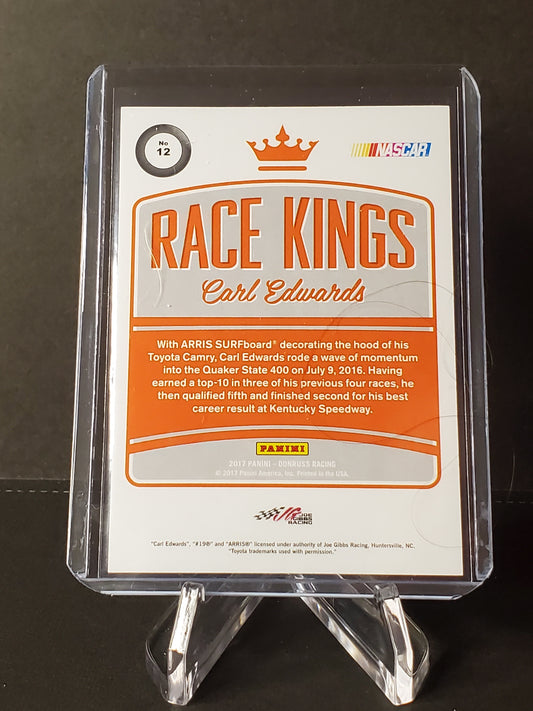 No
12
NASCAR
RACE KINGS
Carl Edwards
With ARRIS SURFboard® decorating the hood of his
Toyota Camry, Carl Edwards rode a wave of momentum
into the Quaker State 400 on July 9, 2016. Having
earned a top-10 in three of his previous four races, he
then qualified fifth and finished second for his best
career result at Kentucky Speedway.
PANINI
2017 PANINI – DONRUSS RACING
© 2017 Panini America, Inc. Printed in the USA.
JOE
GIBBS
RACING
"Carl Edwards", "#19®" and "ARRIS®" licensed under authority of Joe Gibbs Racing, Huntersville, NC.
"Toyota trademarks used with permission."